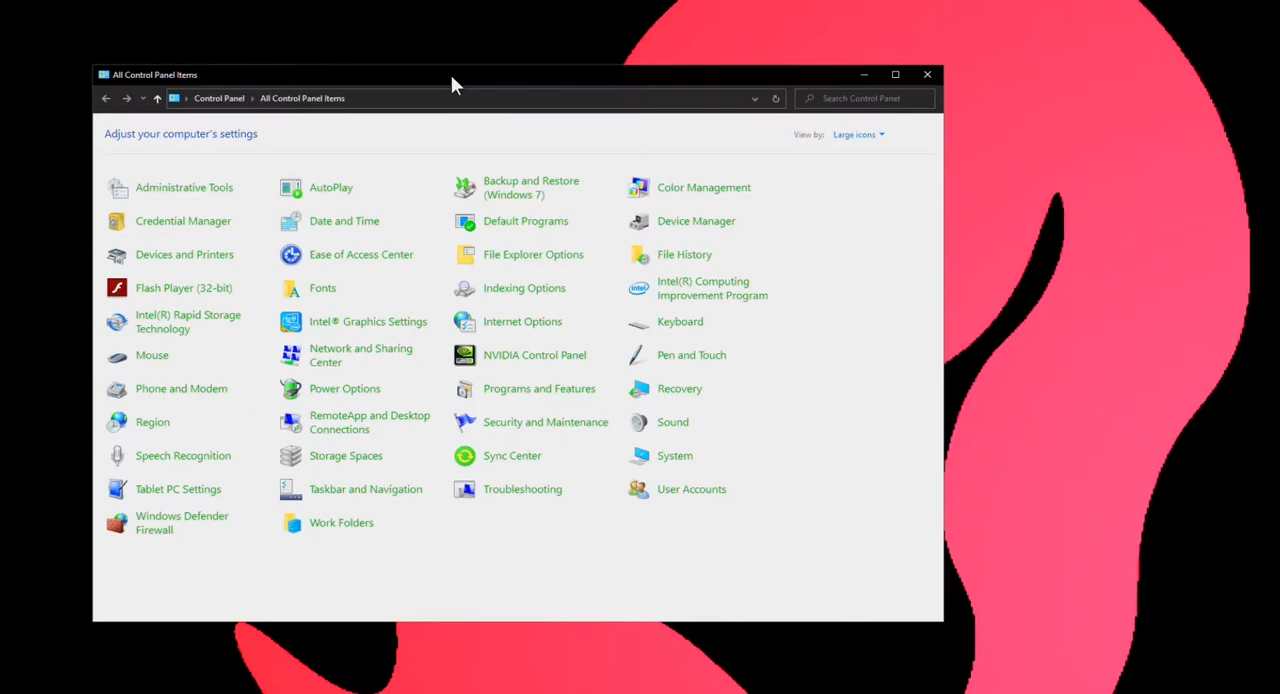 All Control Panel Items
Control Panel › All Control Panel Items
Search Control Panel
Adjust your computer's settings
View by: Large icons
Administrative Tools
AutoPlay
Backup and Restore
(Windows 7)
Color Management
Credential Manager
Date and Time
Default Programs
Device Manager
Devices and Printers
Ease of Access Center
File Explorer Options
File History
Flash Player (32-bit)
Fonts
Indexing Options
intel
Intel(R) Computing
Improvement Program
Intel(R) Rapid Storage
Technology
Intel® Graphics Settings
Internet Options
Keyboard
Mouse
Network and Sharing
Center
NVIDIA Control Panel
Pen and Touch
Phone and Modem
Power Options
Programs and Features
Recovery
Region
RemoteApp and Desktop
Connections
Security and Maintenance
Sound
Speech Recognition
Storage Spaces
Sync Center
System
Tablet PC Settings
Taskbar and Navigation
Troubleshooting
User Accounts
Windows Defender
Firewall
Work Folders